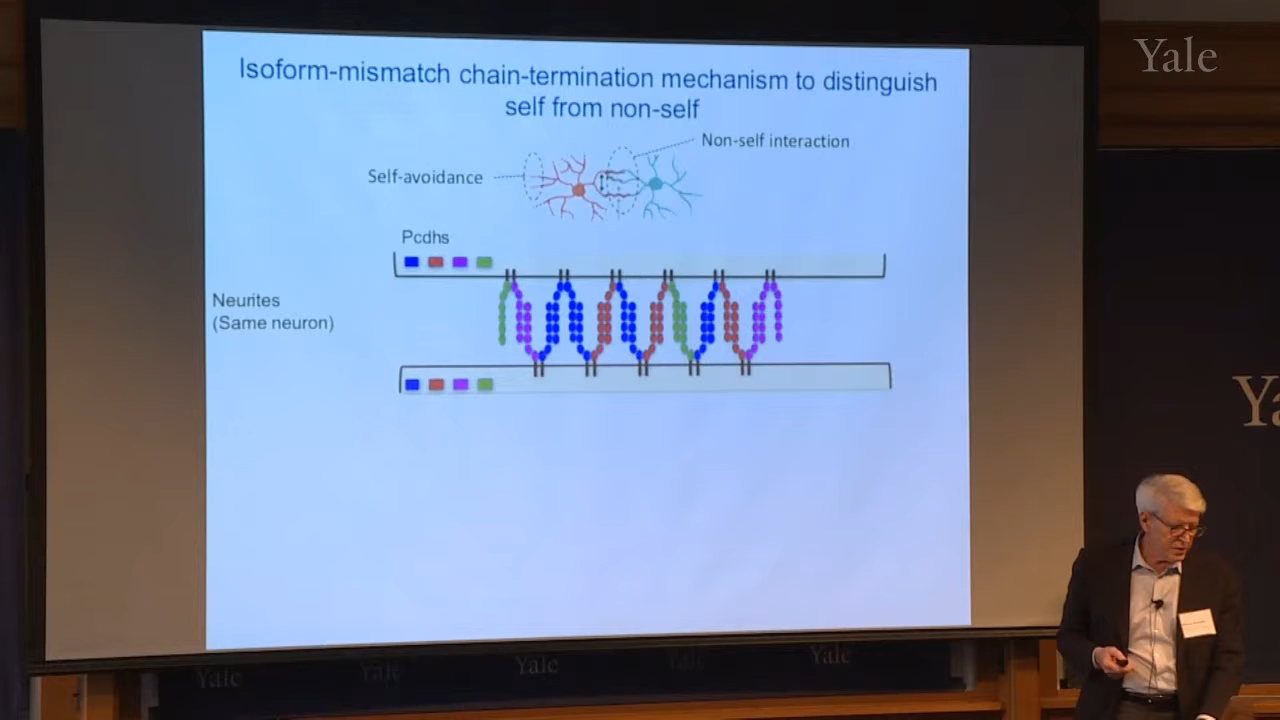 Isoform-mismatch chain-termination mechanism to distinguish
self from non-self
Non-self interaction
Self-avoidance
Pcdhs
Neurites
(Same neuron)
Yale
Yale
Yale
Yale
Yale
Yale